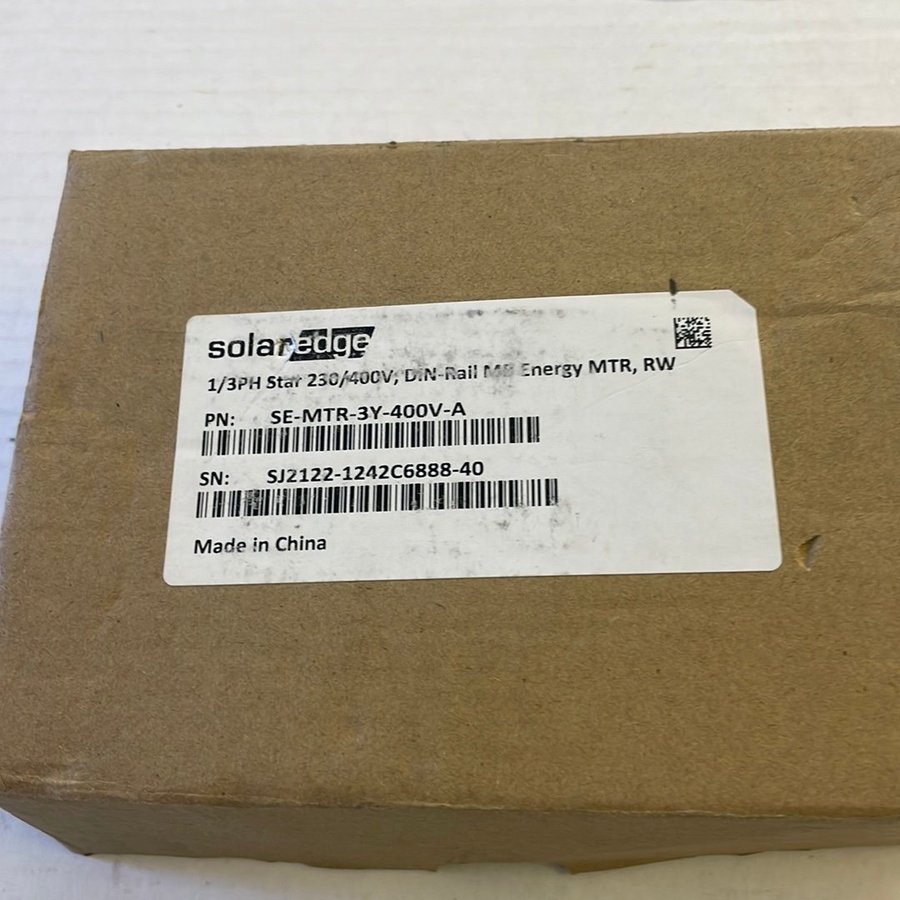 solaredge
1/3PH Star 230/400V, DIN-Rail MB Energy MTR, RW
PN: SE-MTR-3Y-400V-A
SN: SJ2122-1242C6888-40
Made in China